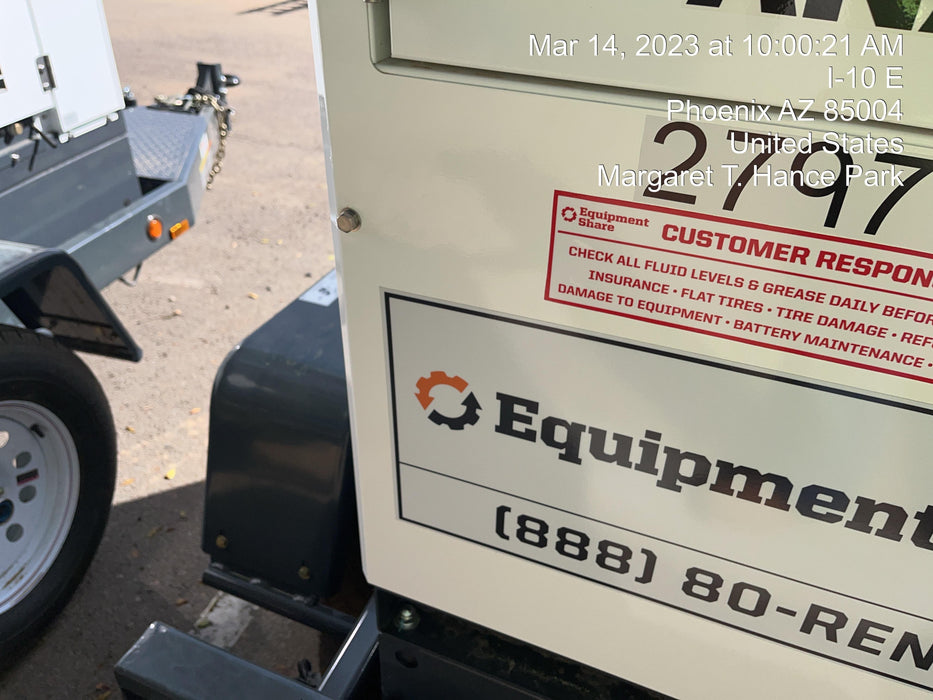 Mar 14, 2023 at 10:00:21 AM
I-10 E
Phoenix AZ 85004
United States
Margaret T. Hance Park
2797
Equipment
Share
CUSTOMER RESPON
CHECK ALL FLUID LEVELS & GREASE DAILY BEFOR
INSURANCE • FLAT TIRES • TIRE DAMAGE • REF
DAMAGE TO EQUIPMENT • BATTERY MAINTENANCE •
Equipment
(888) 80-REN